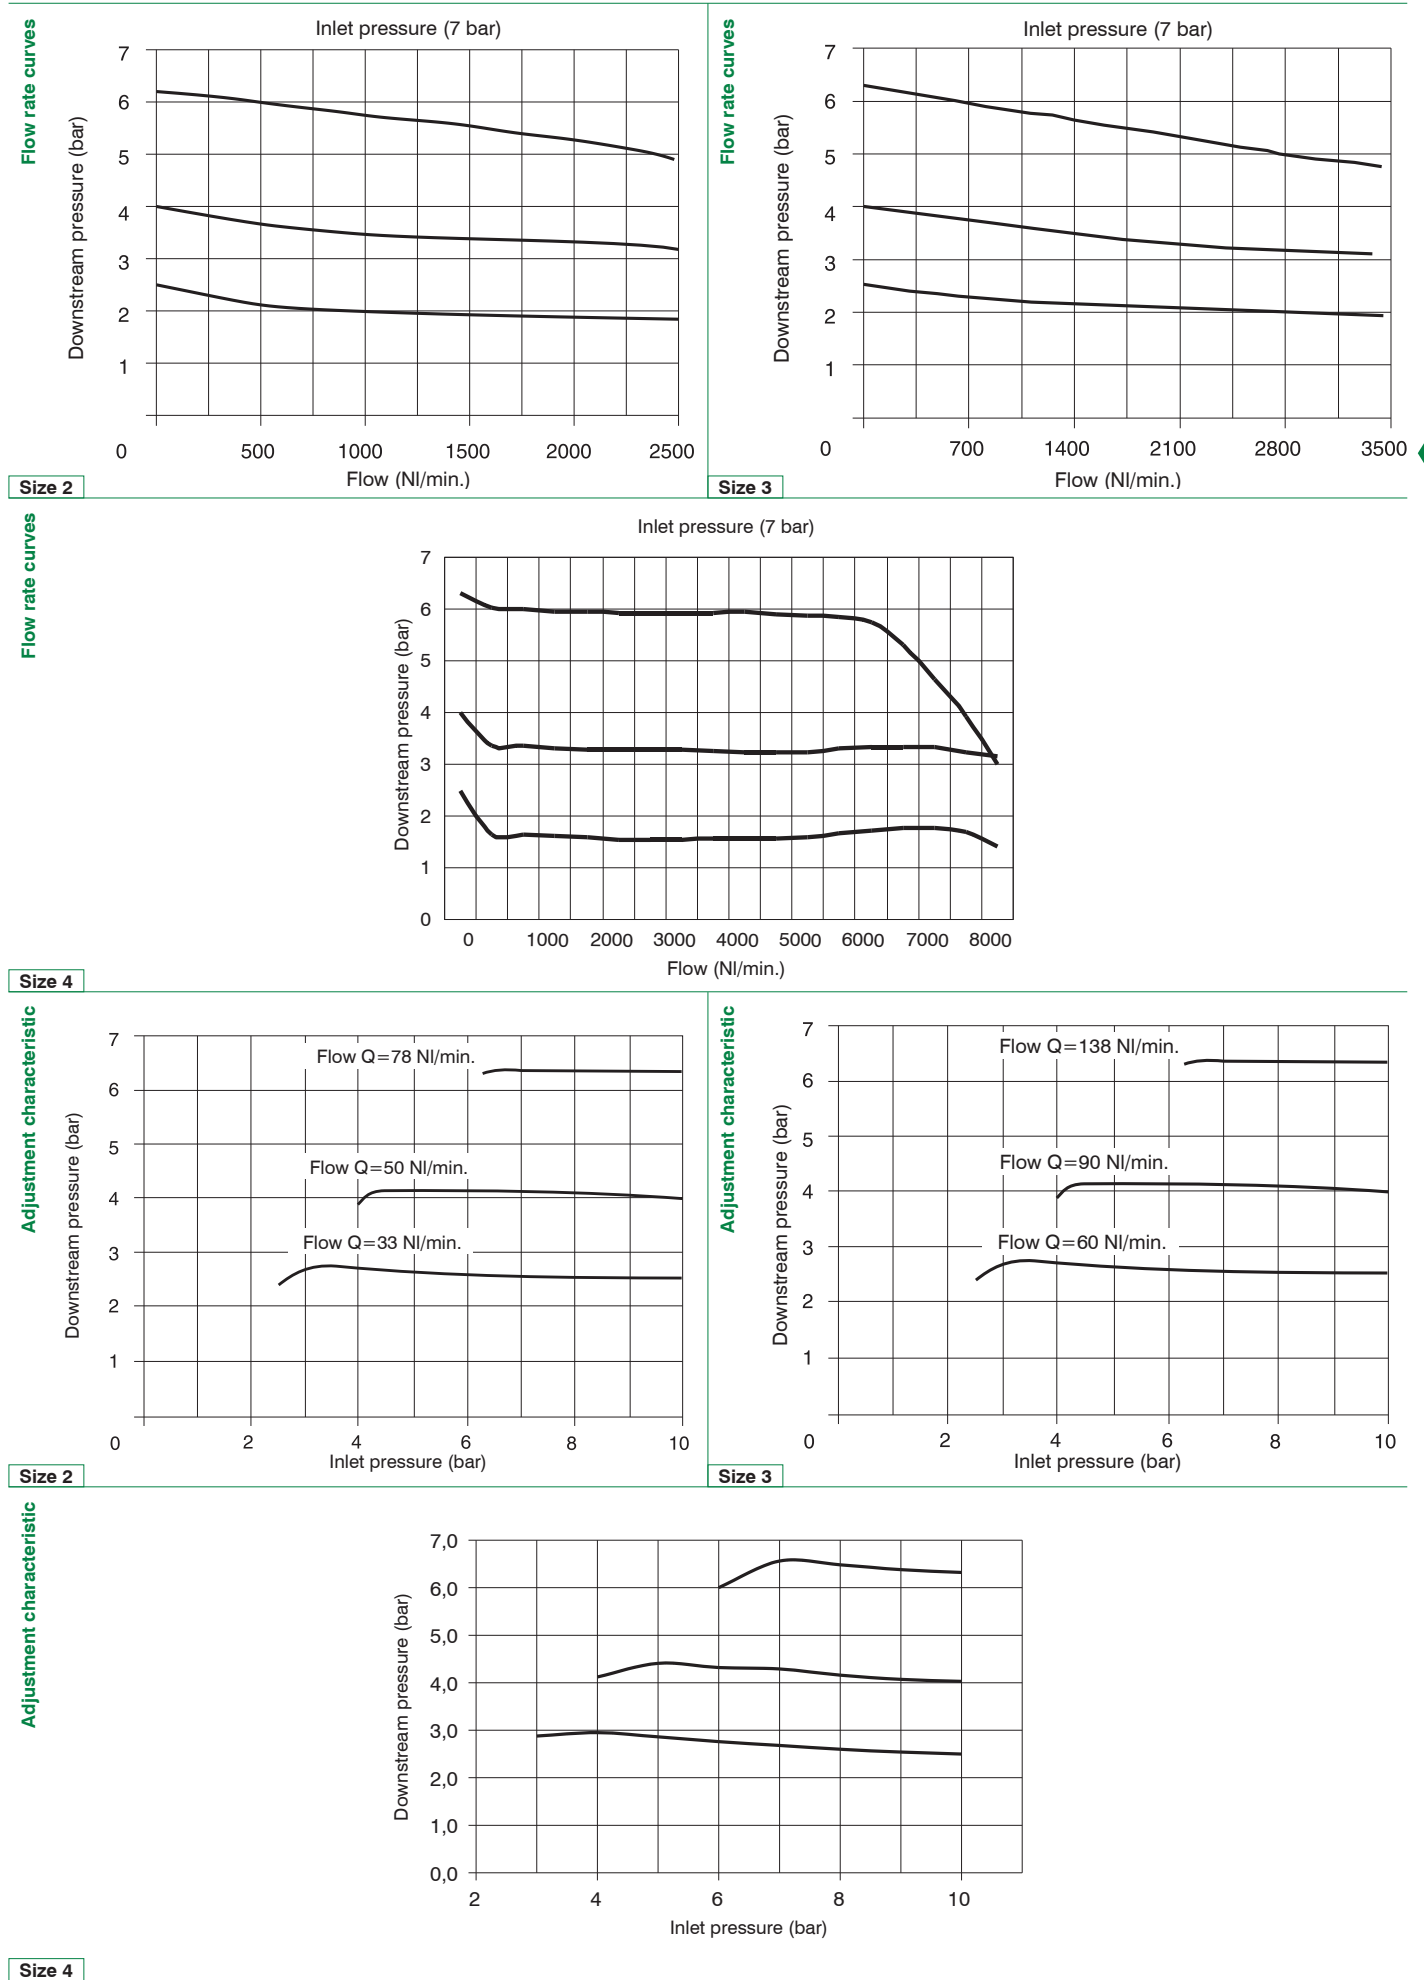 Flow rate curves
Inlet pressure (7 bar)
Downstream pressure (bar)
7
6
5
4
3
2
1
0 500 1000 1500 2000 2500
Flow (Nl/min.)
Size 2
Flow rate curves
Inlet pressure (7 bar)
Downstream pressure (bar)
7
6
5
4
3
2
1
0 700 1400 2100 2800 3500
Flow (Nl/min.)
Size 3
Flow rate curves
Inlet pressure (7 bar)
Downstream pressure (bar)
7
6
5
4
3
2
1
0
0 1000 2000 3000 4000 5000 6000 7000 8000
Flow (Nl/min.)
Size 4
Adjustment characteristic
Downstream pressure (bar)
7
6
5
4
3
2
1
Flow Q=78 Nl/min.
Flow Q=50 Nl/min.
Flow Q=33 Nl/min.
0 2 4 6 8 10
Inlet pressure (bar)
Size 2
Adjustment characteristic
Downstream pressure (bar)
7
6
5
4
3
2
1
Flow Q=138 Nl/min.
Flow Q=90 Nl/min.
Flow Q=60 Nl/min.
0 2 4 6 8 10
Inlet pressure (bar)
Size 3
Adjustment characteristic
Downstream pressure (bar)
7,0
6,0
5,0
4,0
3,0
2,0
1,0
0,0
2 4 6 8 10
Inlet pressure (bar)
Size 4